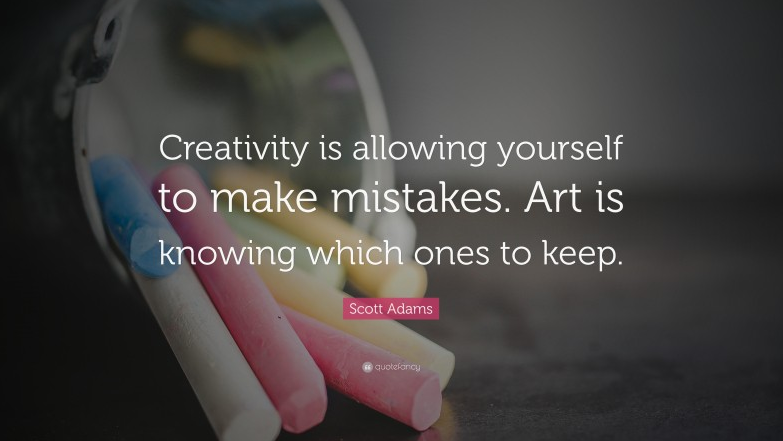 Creativity is allowing yourself
to make mistakes. Art is
knowing which ones to keep.
Scott Adams
quotefancy